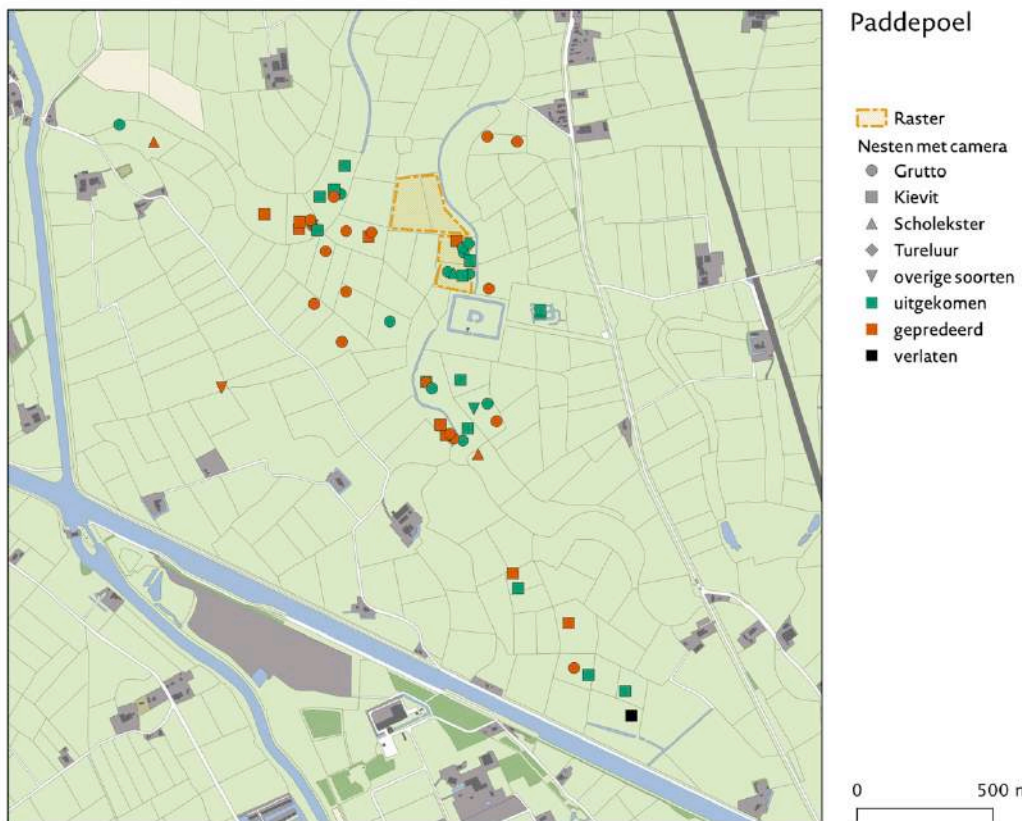 Paddepoel
Raster
Nesten met camera
Grutto
Kievit
Scholekster
Tureluur
overige soorten
uitgekomen
gepredeerd
verlaten
0 500 m